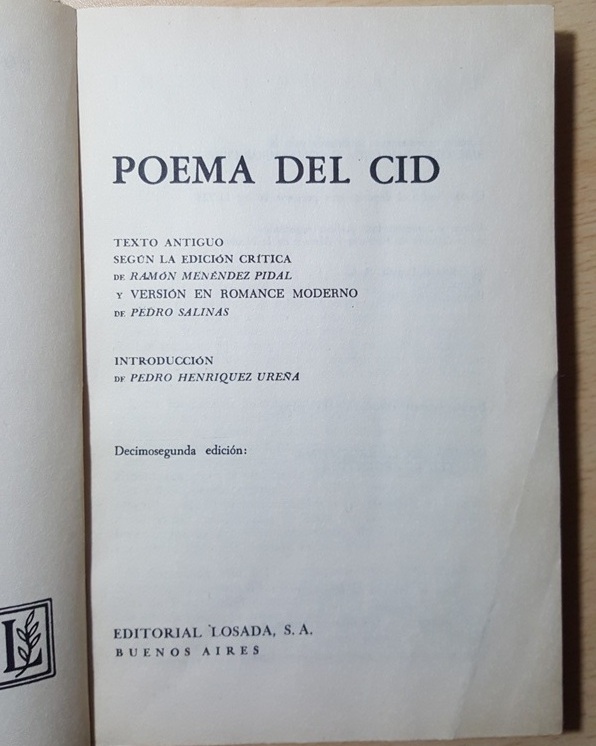 POEMA DEL CID
TEXTO ANTIGUO
SEGÚN LA EDICIÓN CRÍTICA
DE RAMÓN MENÉNDEZ PIDAL
Y VERSIÓN EN ROMANCE MODERNO
DE PEDRO SALINAS
INTRODUCCIÓN
DE PEDRO HENRIQUEZ UREÑA
Decimosegunda edición:
EDITORIAL LOSADA, S. A.
BUENOS AIRES